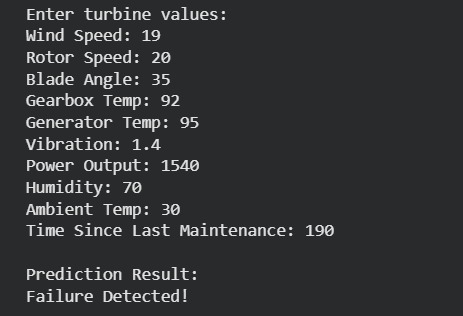 Enter turbine values:
Wind Speed: 19
Rotor Speed: 20
Blade Angle: 35
Gearbox Temp: 92
Generator Temp: 95
Vibration: 1.4
Power Output: 1540
Humidity: 70
Ambient Temp: 30
Time Since Last Maintenance: 190
Prediction Result:
Failure Detected!